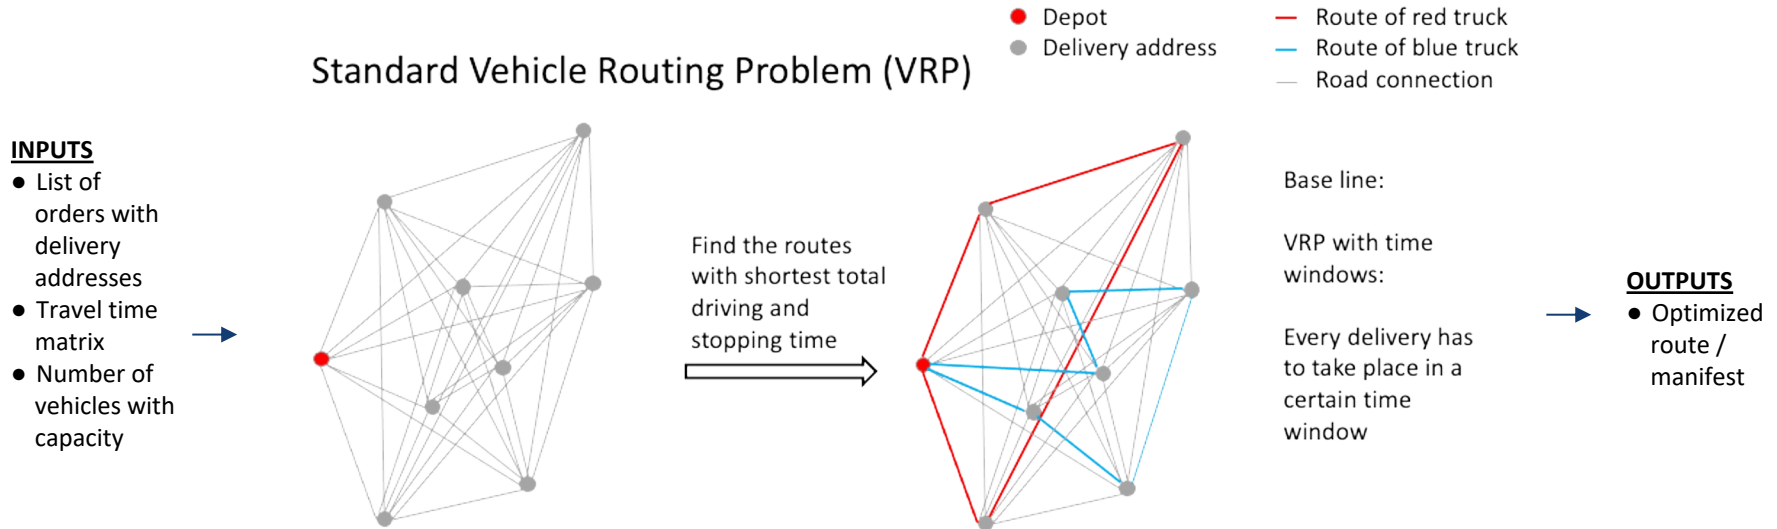 Standard Vehicle Routing Problem (VRP)
Depot
Delivery address
Route of red truck
Route of blue truck
Road connection
INPUTS
● List of
orders with
delivery
addresses
● Travel time
matrix
● Number of
vehicles with
capacity
Find the routes
with shortest total
driving and
stopping time
Base line:
VRP with time
windows:
Every delivery has
to take place in a
certain time
window
OUTPUTS
● Optimized
route /
manifest